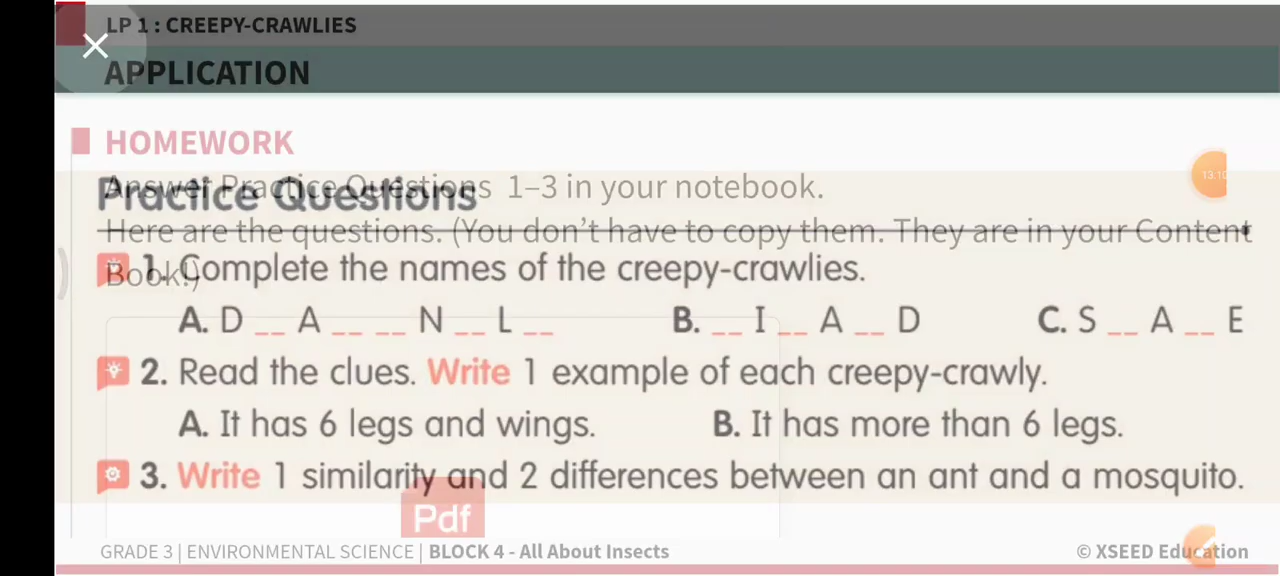 LP 1 : CREEPY-CRAWLIES
APPLICATION
HOMEWORK
Answer Practice Questions 1–3 in your notebook.
Practice Questions
Here are the questions. (You don’t have to copy them. They are in your Content
Book!)
1. Complete the names of the creepy-crawlies.
A. D __ A __ __ N __ L __ B. __ I __ A __ D C. S __ A __ E
2. Read the clues. Write 1 example of each creepy-crawly.
A. It has 6 legs and wings. B. It has more than 6 legs.
3. Write 1 similarity and 2 differences between an ant and a mosquito.
Pdf
GRADE 3 | ENVIRONMENTAL SCIENCE | BLOCK 4 - All About Insects © XSEED Education